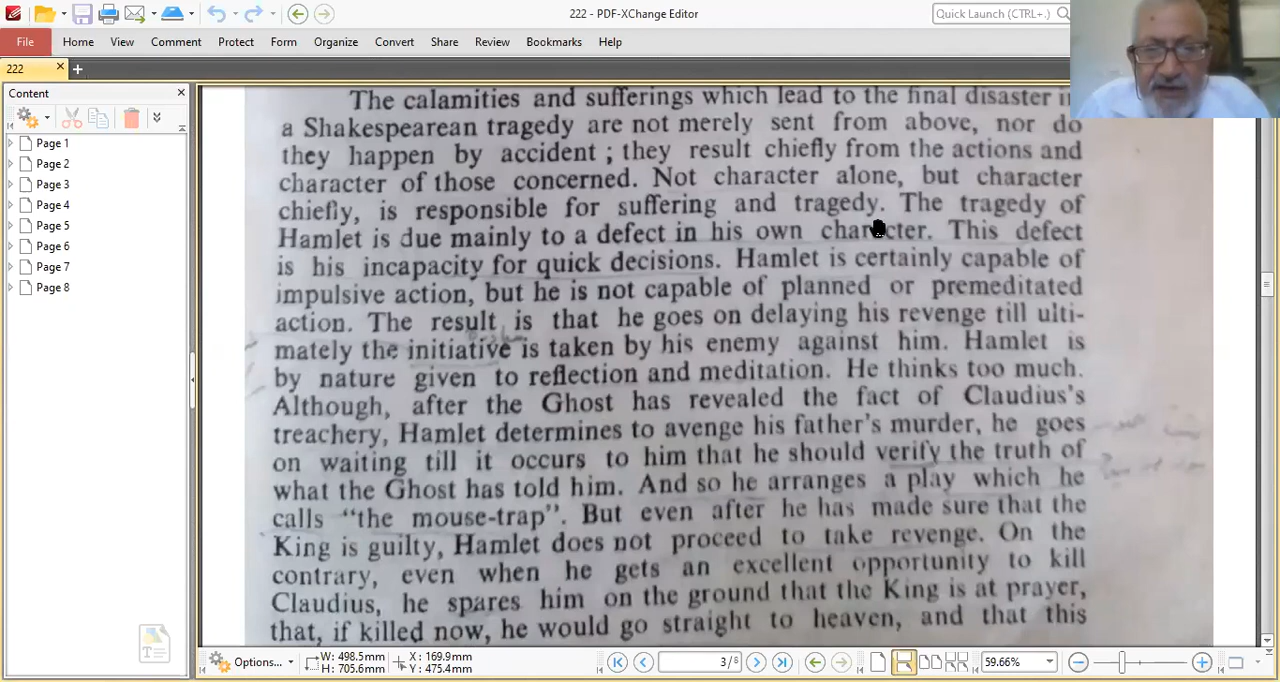 222 - PDF-XChange Editor
Quick Launch (CTRL+.)
File
Home
View
Comment
Protect
Form
Organize
Convert
Share
Review
Bookmarks
Help
222
Content
Page 1
Page 2
Page 3
Page 4
Page 5
Page 6
Page 7
Page 8
The calamities and sufferings which lead to the final disaster
a Shakespearean tragedy are not merely sent from above, nor do
they happen by accident ; they result chiefly from the actions and
character of those concerned. Not character alone, but character
chiefly, is responsible for suffering and tragedy. The tragedy of
Hamlet is due mainly to a defect in his own character. This defect
is his incapacity for quick decisions. Hamlet is certainly capable of
impulsive action, but he is not capable of planned or premeditated
action. The result is that he goes on delaying his revenge till ulti-
mately the initiative is taken by his enemy against him. Hamlet is
by nature given to reflection and meditation. He thinks too much.
Although, after the Ghost has revealed the fact of Claudius's
treachery, Hamlet determines to avenge his father's murder, he goes
on waiting till it occurs to him that he should verify the truth of
what the Ghost has told him. And so he arranges a play which he
calls “the mouse-trap”. But even after he has made sure that the
King is guilty, Hamlet does not proceed to take revenge. On the
contrary, even when he gets an excellent opportunity to kill
Claudius, he spares him on the ground that the King is at prayer,
that, if killed now, he would go straight to heaven, and that this
Options...
W: 498.5mm
H: 705.6mm
X: 169.9mm
Y: 475.4mm
59.66%